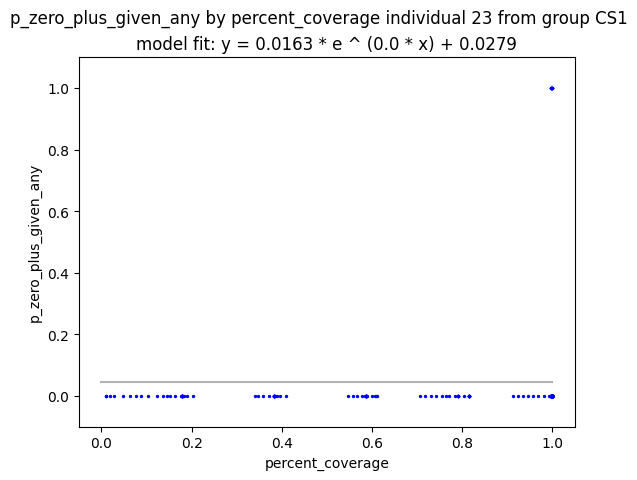 p_zero_plus_given_any by percent_coverage individual 23 from group CS1
model fit: y = 0.0163 * e ^ (0.0 * x) + 0.0279
1.0
0.8
0.6
0.4
0.2
0.0
p_zero_plus_given_any
0.0 0.2 0.4 0.6 0.8 1.0
percent_coverage